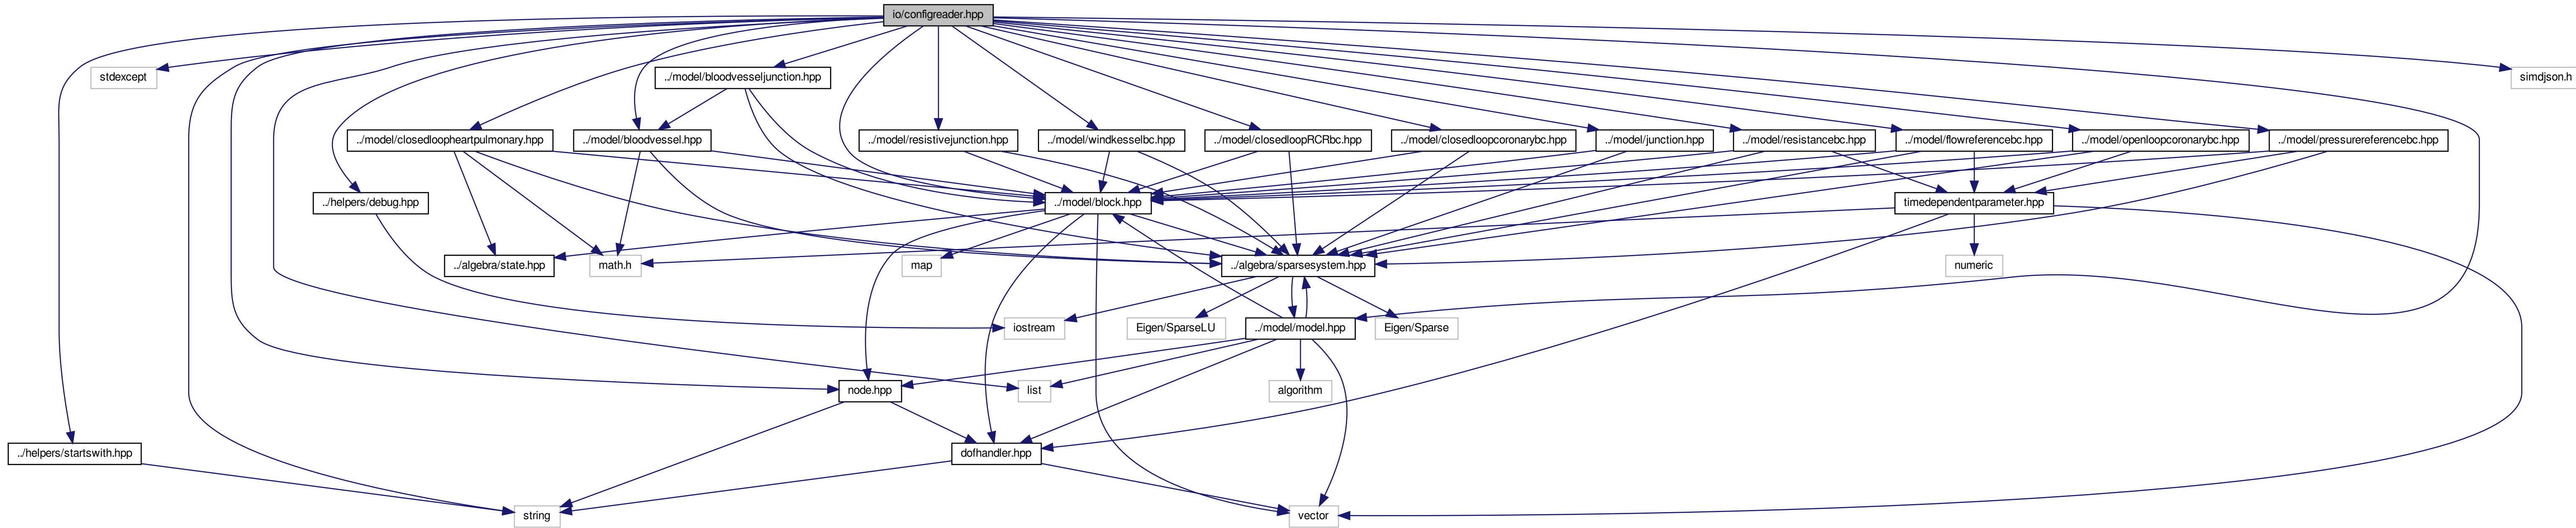 io/configreader.hpp
stdexcept
../model/bloodvesseljunction.hpp
simdjson.h
../model/closedloopheartpulmonary.hpp
../model/bloodvessel.hpp
../model/resistivejunction.hpp
../model/windkesselbc.hpp
../model/closedloopRCRbc.hpp
../model/closedloopcoronarybc.hpp
../model/junction.hpp
../model/resistancebc.hpp
../model/flowreferencebc.hpp
../model/openloopcoronarybc.hpp
../model/pressurereferencebc.hpp
../helpers/debug.hpp
../model/block.hpp
timedependentparameter.hpp
../algebra/state.hpp
math.h
map
../algebra/sparsesystem.hpp
numeric
iostream
Eigen/SparseLU
../model/model.hpp
Eigen/Sparse
node.hpp
list
algorithm
../helpers/startswith.hpp
dofhandler.hpp
string
vector